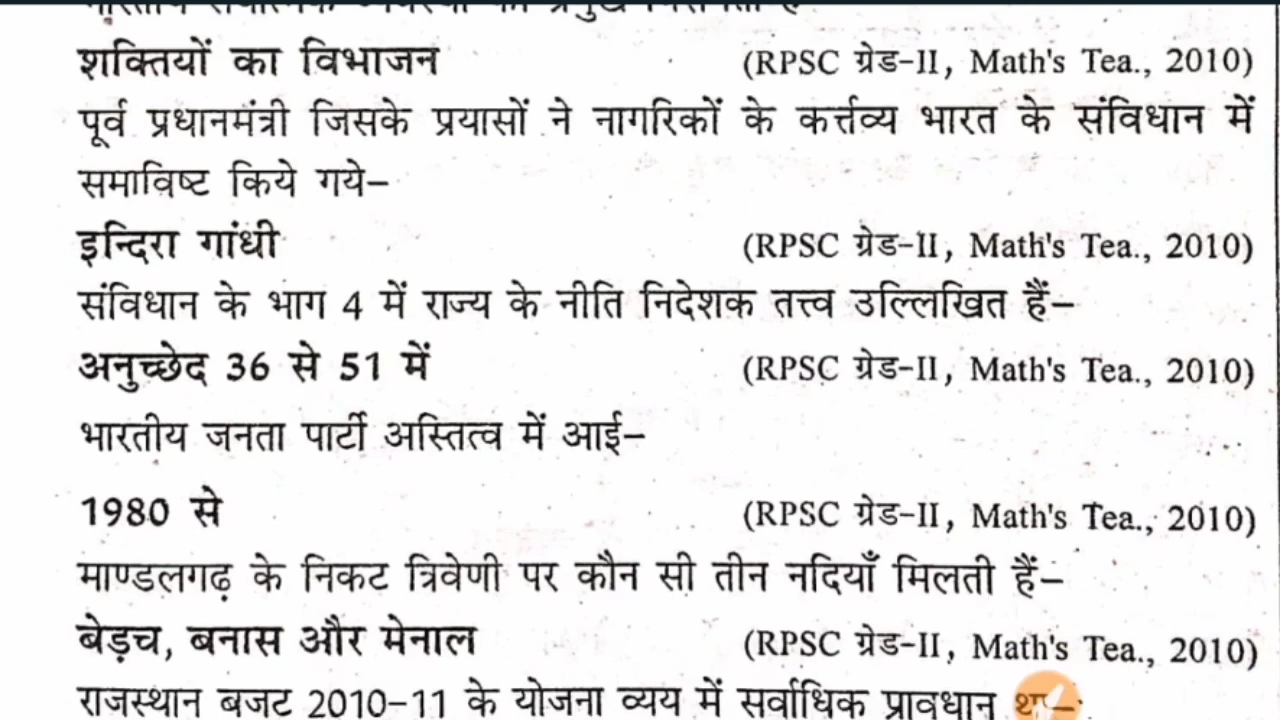 शक्तियों का विभाजन (RPSC ग्रेड-II, Math's Tea., 2010)
पूर्व प्रधानमंत्री जिसके प्रयासों ने नागरिकों के कर्त्तव्य भारत के संविधान में
समाविष्ट किये गये–
इन्दिरा गांधी (RPSC ग्रेड-II, Math's Tea., 2010)
संविधान के भाग 4 में राज्य के नीति निदेशक तत्त्व उल्लिखित हैं–
अनुच्छेद 36 से 51 में (RPSC ग्रेड-II, Math's Tea., 2010)
भारतीय जनता पार्टी अस्तित्व में आई–
1980 से (RPSC ग्रेड-II, Math's Tea., 2010)
माण्डलगढ़ के निकट त्रिवेणी पर कौन सी तीन नदियाँ मिलती हैं–
बेड़च, बनास और मेनाल (RPSC ग्रेड-II, Math's Tea., 2010)
राजस्थान बजट 2010-11 के योजना व्यय में सर्वाधिक प्रावधान था–